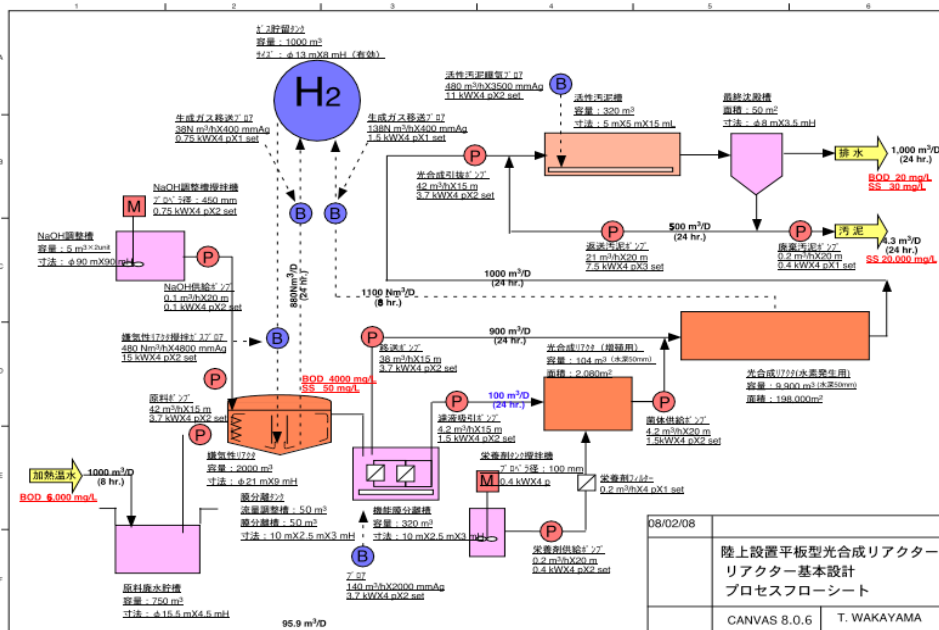 1
2
3
4
5
6
ガス貯留タンク
容量：1000 m³
サイズ：φ13 mX8 mH（有効）
H2
生成ガス移送ブロワ
38N m³/hX400 mmAg
0.75 kWX4 pX1 set
生成ガス移送ブロワ
138N m³/hX400 mmAg
1.5 kWX4 pX1 set
活性汚泥曝気ブロワ
480 m³/hX3500 mmAg
11 kWX4 pX2 set
B
活性汚泥槽
容量：320 m³
寸法：5 mX5 mX15 mL
最終沈殿槽
面積：50 m²
寸法：φ8 mX3.5 mH
排水
1,000 m³/D
(24 hr.)
BOD 20 mg/L
SS 30 mg/L
P
光合成引抜ポンプ
42 m³/hX15 m
3.7 kWX4 pX2 set
NaOH調整槽攪拌機
プロペラ径：450 mm
0.75 kWX4 pX2 set
M
B
B
P
返送汚泥ポンプ
21 m³/hX20 m
7.5 kWX4 pX3 set
500 m³/D
(24 hr.)
P
廃棄汚泥ポンプ
0.2 m³/hX20 m
0.4 kWX4 pX1 set
汚泥
4.3 m³/D
(24 hr.)
SS 20,000 mg/L
NaOH調整槽
容量：5 m³×2unit
寸法：φ90 mX90 mH
P
NaOH供給ポンプ
0.1 m³/hX20 m
0.1 kWX4 pX2 set
880Nm³/D
(24 hr.)
1000 m³/D
(24 hr.)
1100 Nm³/D
(8 hr.)
嫌気性リアクタ攪拌ガスブロワ
480 Nm³/hX4800 mmAg
15 kWX4 pX2 set
B
P
移送ポンプ
38 m³/hX15 m
3.7 kWX4 pX2 set
900 m³/D
(24 hr.)
光合成リアクタ（増殖用）
容量：104 m³（水深50mm）
面積：2,080m²
光合成リアクタ(水素発生用)
容量：9,900 m³（水深50mm）
面積：198,000m²
BOD 4000 mg/L
SS 50 mg/L
P
原料ポンプ
42 m³/hX15 m
3.7 kWX4 pX2 set
P
P
濾液吸引ポンプ
4.2 m³/hX15 m
1.5 kWX4 pX2 set
100 m³/D
(24 hr.)
P
菌体供給ポンプ
4.2 m³/hX20 m
1.5kWX4 pX2 set
嫌気性リアクタ
容量：2000 m³
寸法：φ21 mX9 mH
加熱温水
1000 m³/D
(8 hr.)
BOD 6,000 mg/L
膜分離タンク
流量調整槽：50 m³
膜分離槽：50 m³
寸法：10 mX2.5 mX3 mH
機能膜分離槽
容量：320 m³
寸法：10 mX2.5 mX3 mH
栄養剤タンク攪拌機
プロペラ径：100 mm
0.4 kWX4 p
M
栄養剤フィルター
0.2 m³/hX4 pX1 set
P
栄養剤供給ポンプ
0.2 m³/hX20 m
0.4 kWX4 pX2 set
B
ブロワ
140 m³/hX2000 mmAg
3.7 kWX4 pX2 set
原料廃水貯槽
容量：750 m³
寸法：φ15.5 mX4.5 mH
95.9 m³/D
08/02/08
陸上設置平板型光合成リアクター
リアクター基本設計
プロセスフローシート
CANVAS 8.0.6
T. WAKAYAMA